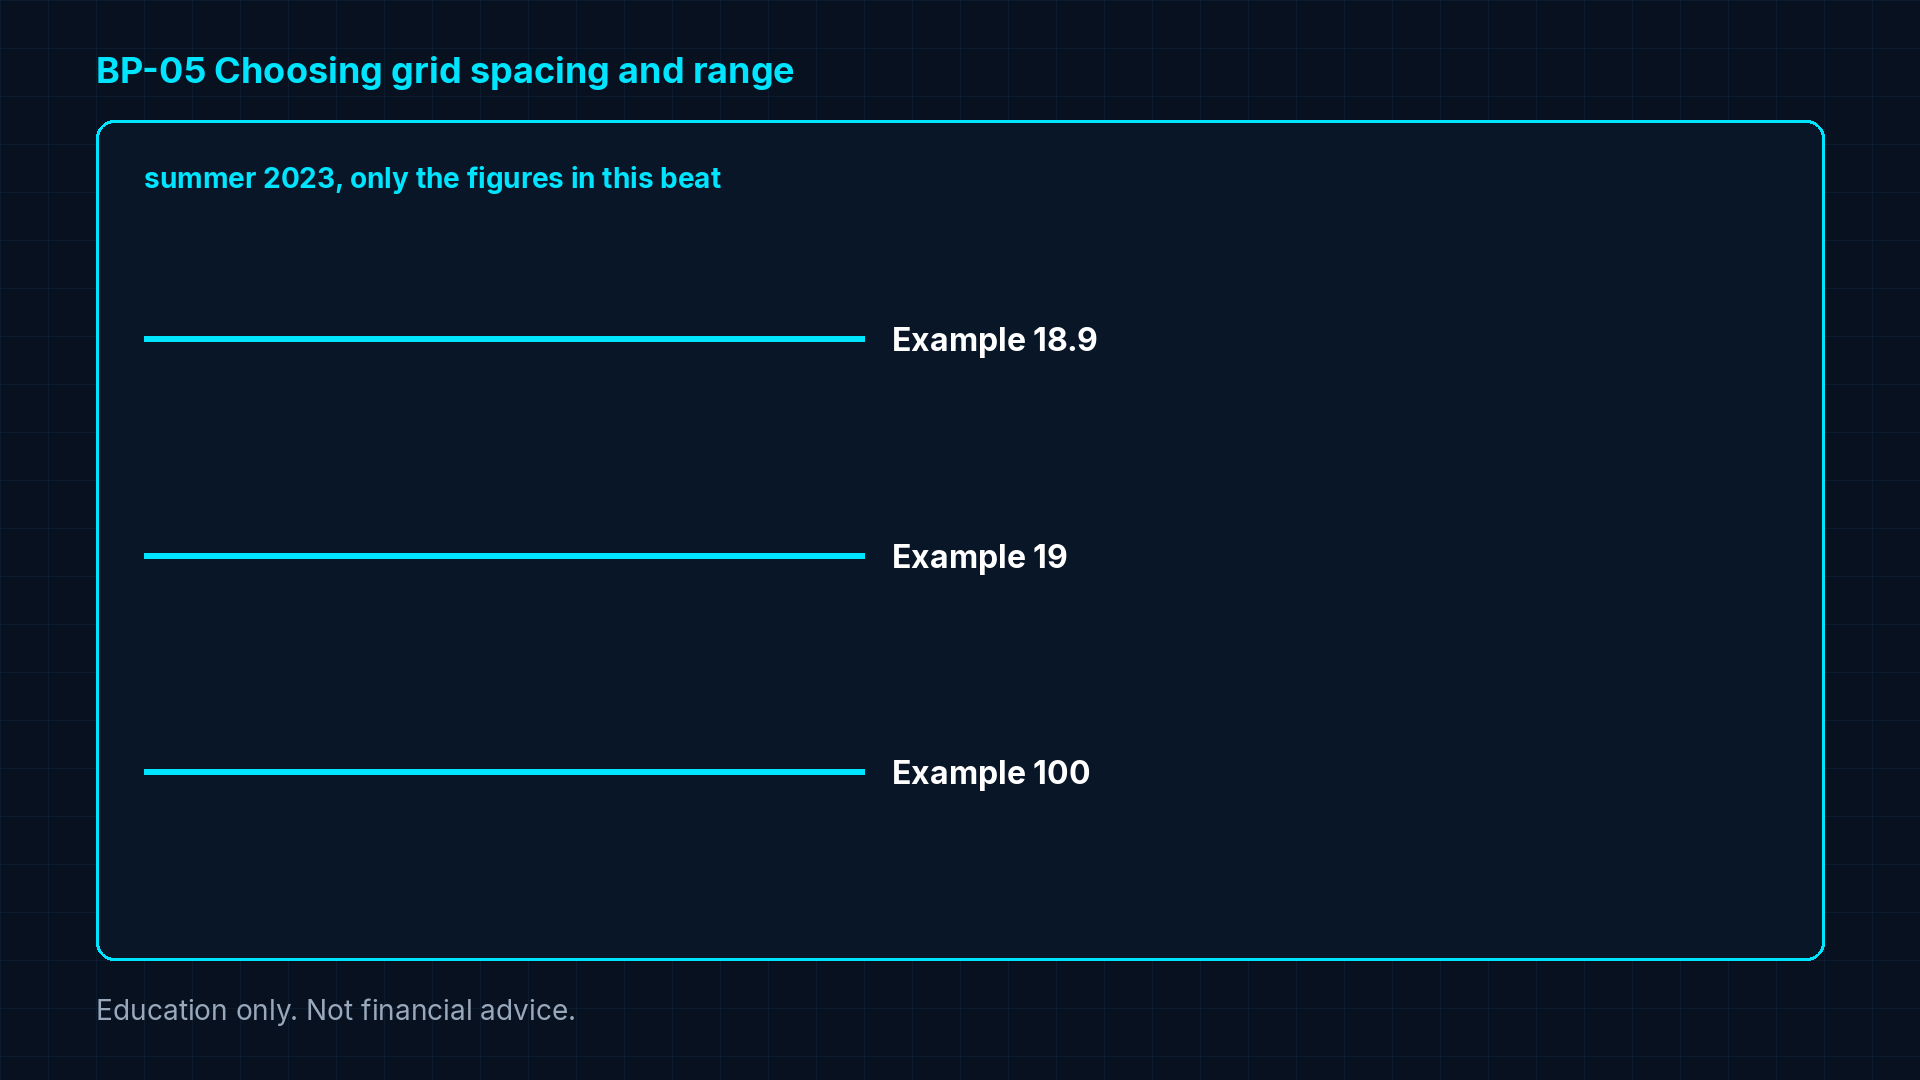 BP-05 Choosing grid spacing and range
summer 2023, only the figures in this beat
Example 18.9
Example 19
Example 100
Education only. Not financial advice.